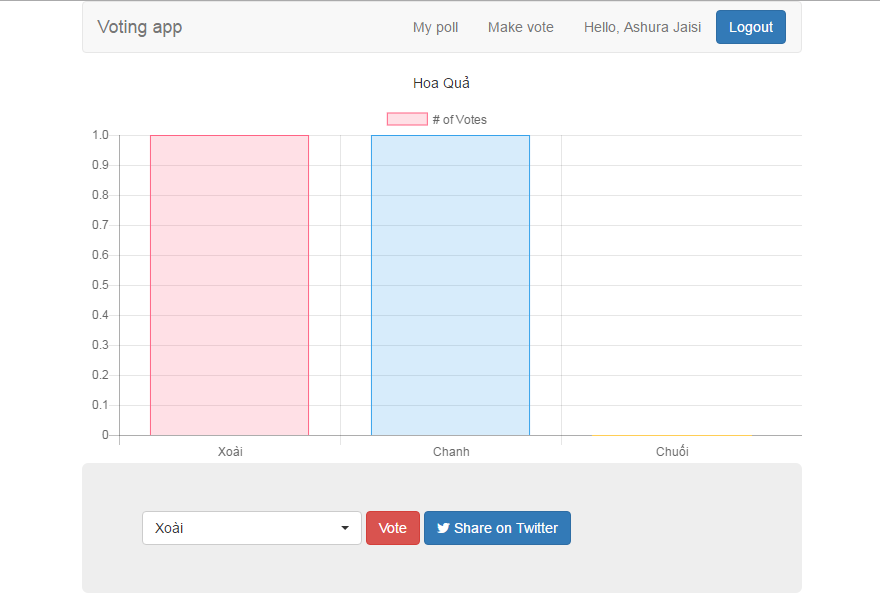 Voting app My poll Make vote Hello, Ashura Jaisi Logout
Hoa Quả
# of Votes
1.0
0.9
0.8
0.7
0.6
0.5
0.4
0.3
0.2
0.1
0
Xoài Chanh Chuối
Xoài Vote Share on Twitter